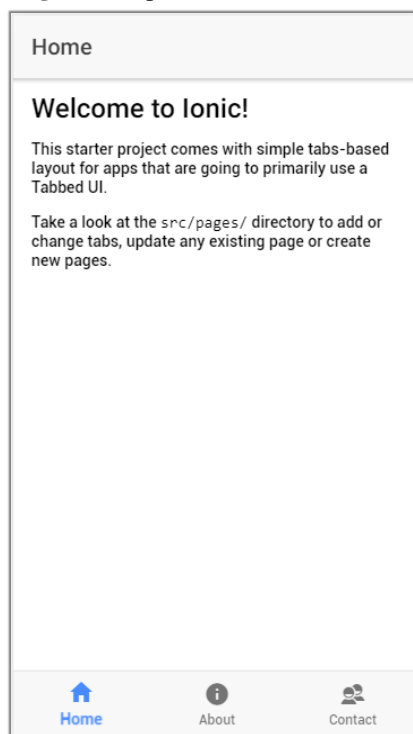 Home
Welcome to Ionic!
This starter project comes with simple tabs-based
layout for apps that are going to primarily use a
Tabbed UI.
Take a look at the src/pages/ directory to add or
change tabs, update any existing page or create
new pages.
Home
About
Contact